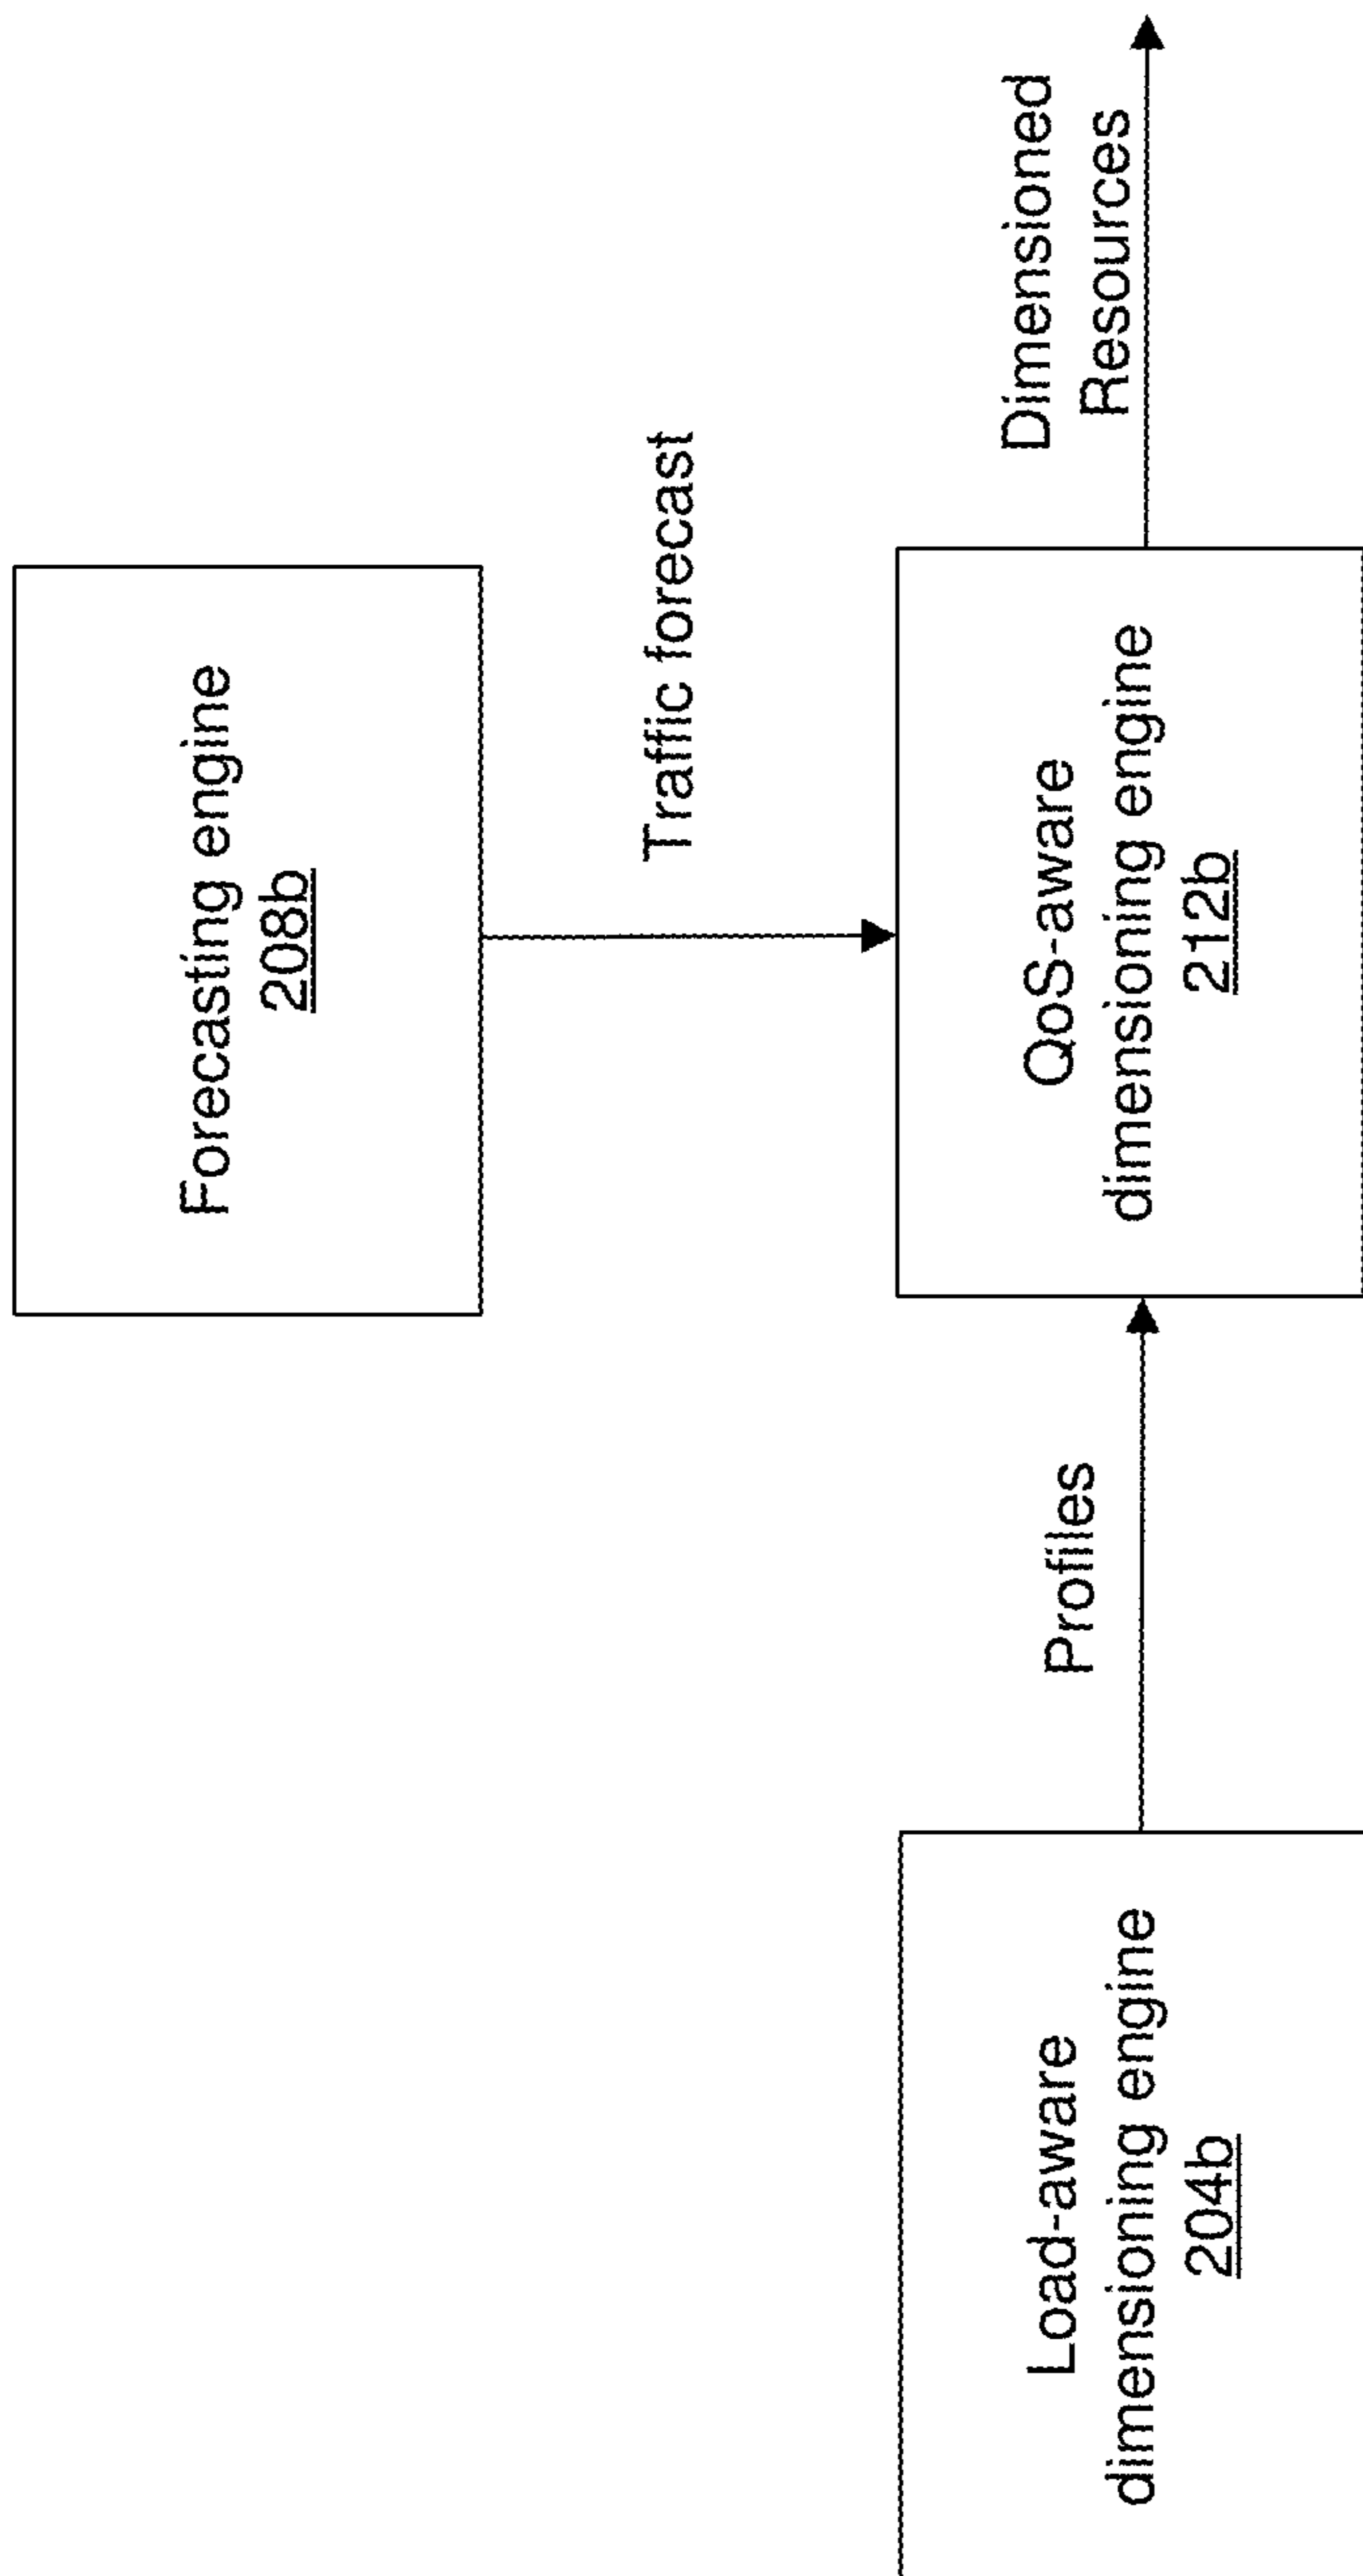 Forecasting engine
208b
Traffic forecast
Load-aware
dimensioning engine
204b
Profiles
QoS-aware
dimensioning engine
212b
Dimensioned
Resources